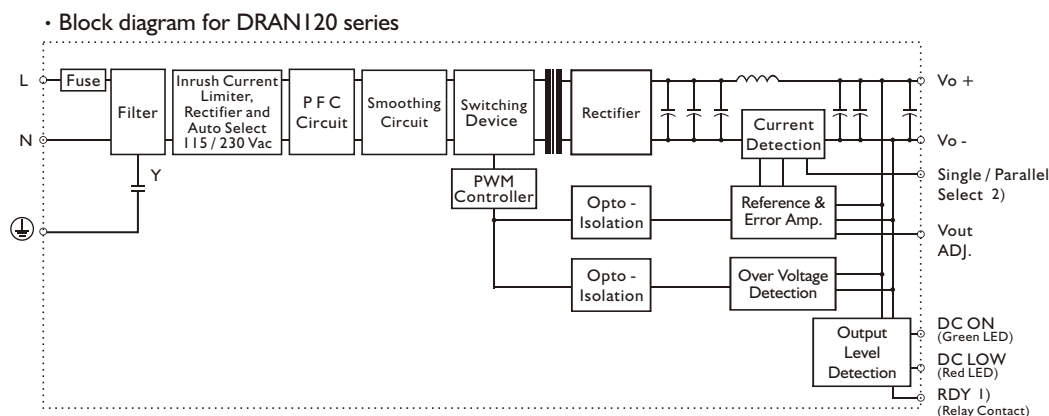 · Block diagram for DRAN120 series
L
Fuse
Filter
Inrush Current
Limiter,
Rectifier and
Auto Select
115 / 230 Vac
P F C
Circuit
Smoothing
Circuit
Switching
Device
Rectifier
Current
Detection
Vo +
N
Vo -
Y
PWM
Controller
Opto -
Isolation
Reference &
Error Amp.
Single / Parallel
Select 2)
Vout
ADJ.
Opto -
Isolation
Over Voltage
Detection
Output
Level
Detection
DC ON
(Green LED)
DC LOW
(Red LED)
RDY 1)
(Relay Contact)